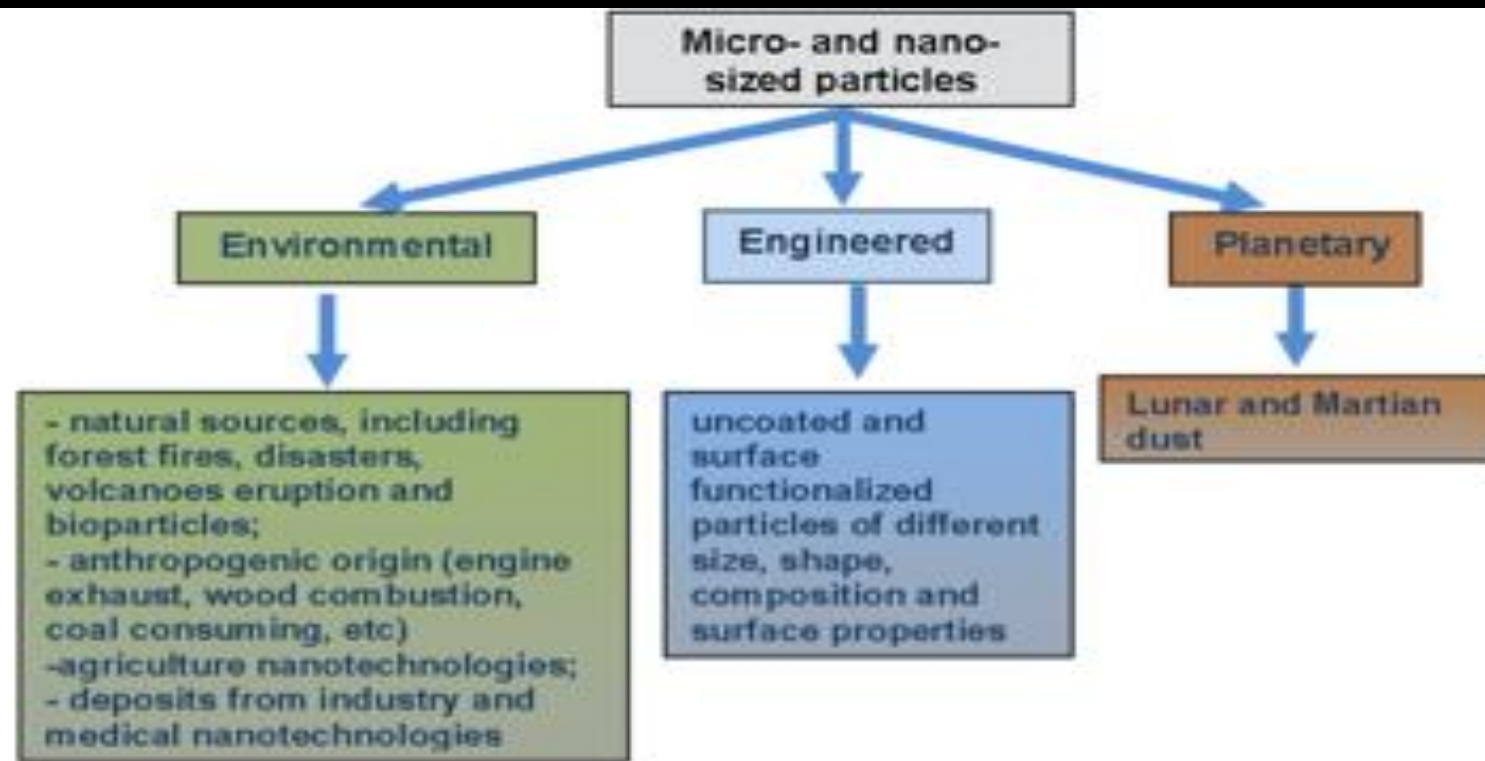 Micro- and nano-
sized particles
Environmental
Engineered
Planetary
- natural sources, including
forest fires, disasters,
volcanoes eruption and
bioparticles;
- anthropogenic origin (engine
exhaust, wood combustion,
coal consuming, etc)
-agriculture nanotechnologies;
- deposits from industry and
medical nanotechnologies
uncoated and
surface
functionalized
particles of different
size, shape,
composition and
surface properties
Lunar and Martian
dust